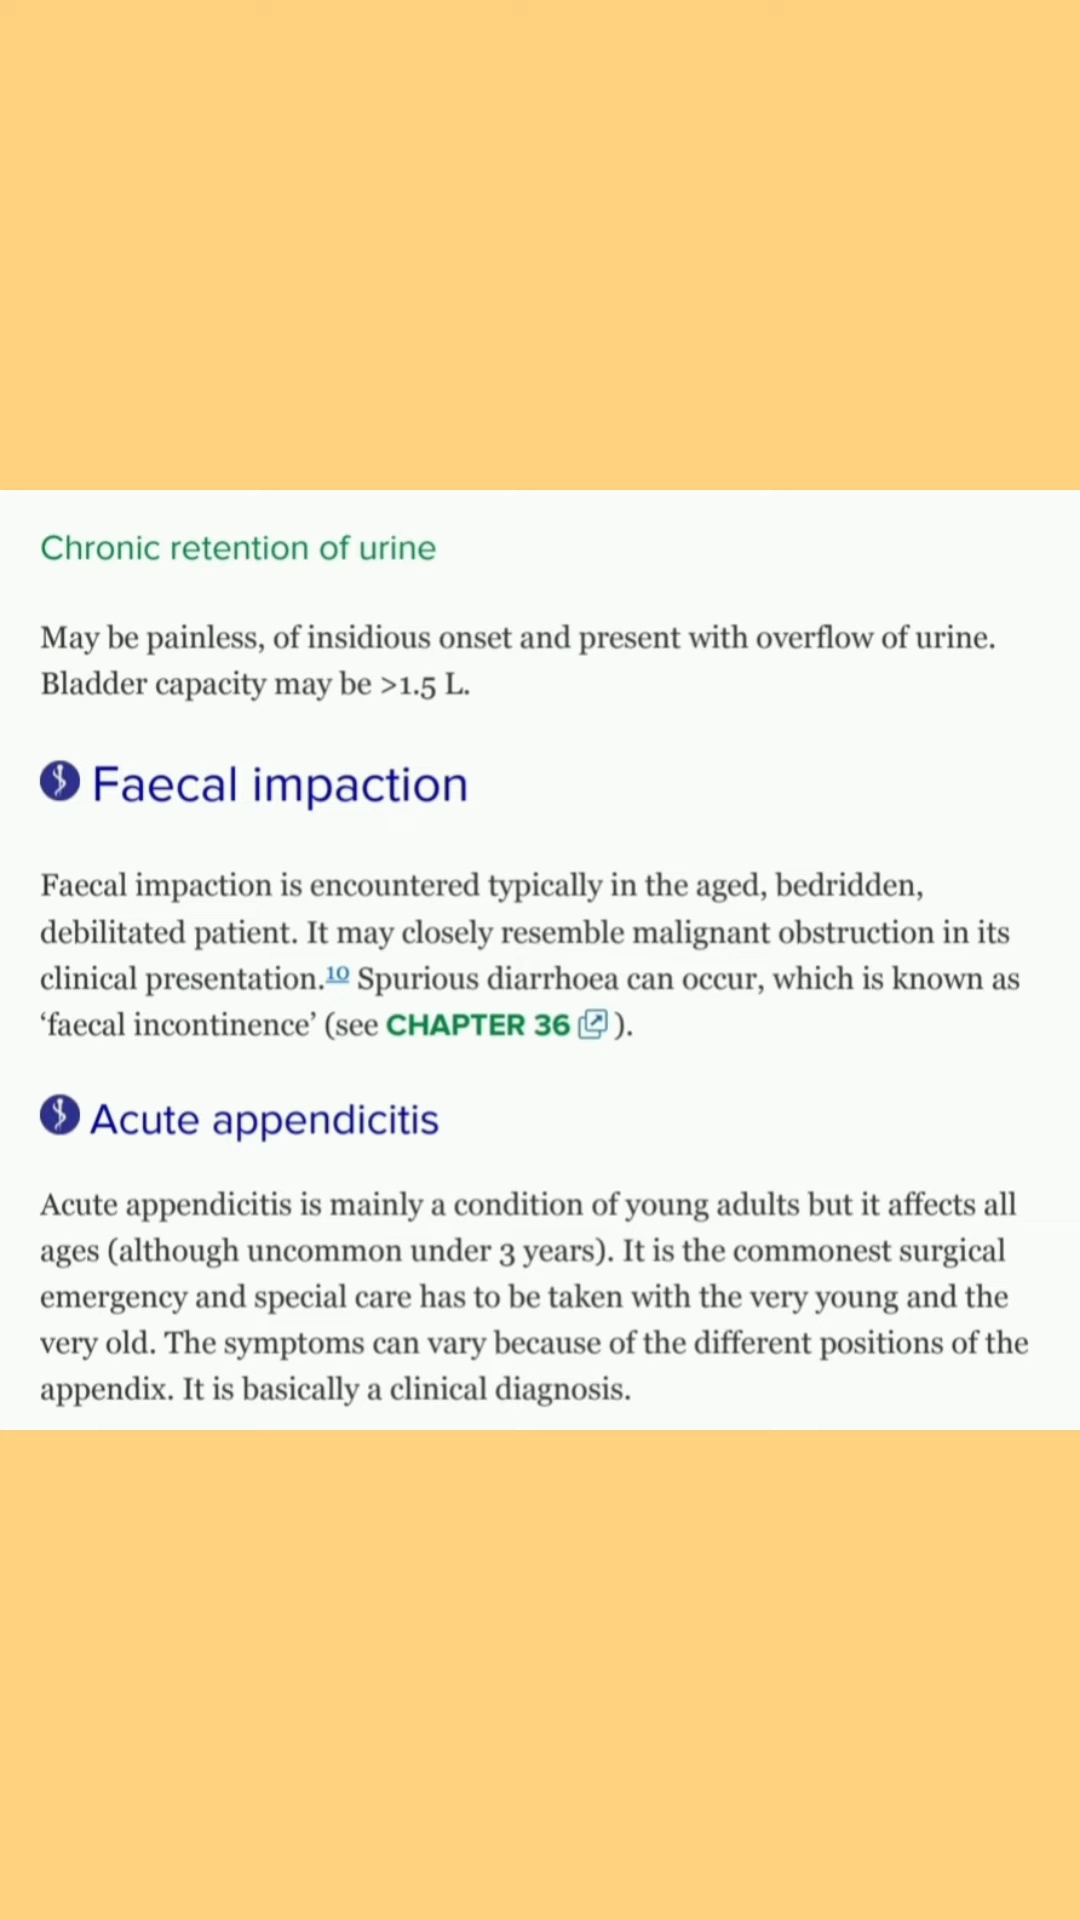 Chronic retention of urine
May be painless, of insidious onset and present with overflow of urine.
Bladder capacity may be >1.5 L.
Faecal impaction
Faecal impaction is encountered typically in the aged, bedridden,
debilitated patient. It may closely resemble malignant obstruction in its
clinical presentation.10 Spurious diarrhoea can occur, which is known as
‘faecal incontinence’ (see CHAPTER 36 ).
Acute appendicitis
Acute appendicitis is mainly a condition of young adults but it affects all
ages (although uncommon under 3 years). It is the commonest surgical
emergency and special care has to be taken with the very young and the
very old. The symptoms can vary because of the different positions of the
appendix. It is basically a clinical diagnosis.